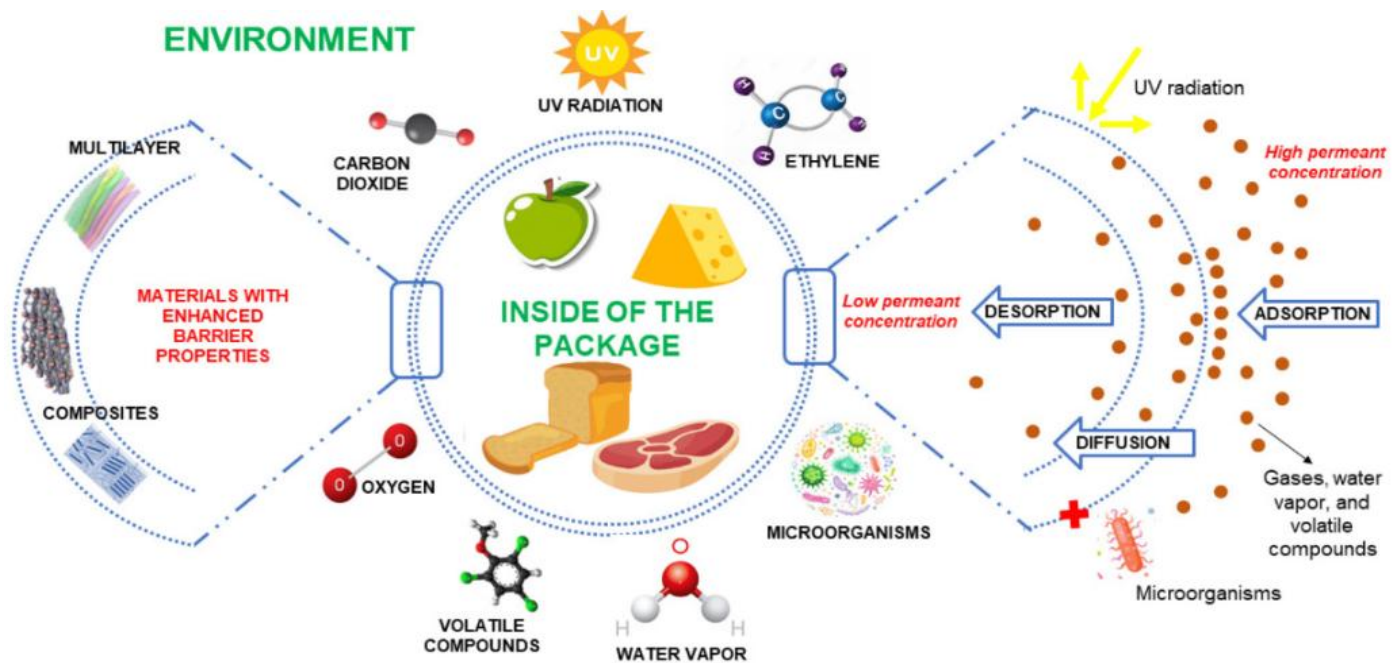 ENVIRONMENT
UV
UV RADIATION
H
H
C
C
H
H
ETHYLENE
CARBON
DIOXIDE
MULTILAYER
MATERIALS WITH
ENHANCED
BARRIER
PROPERTIES
COMPOSITES
INSIDE OF THE
PACKAGE
O
O
OXYGEN
VOLATILE
COMPOUNDS
O
H
H
WATER VAPOR
MICROORGANISMS
UV radiation
High permeant
concentration
Low permeant
concentration
DESORPTION
ADSORPTION
DIFFUSION
Gases, water
vapor, and
volatile
compounds
Microorganisms